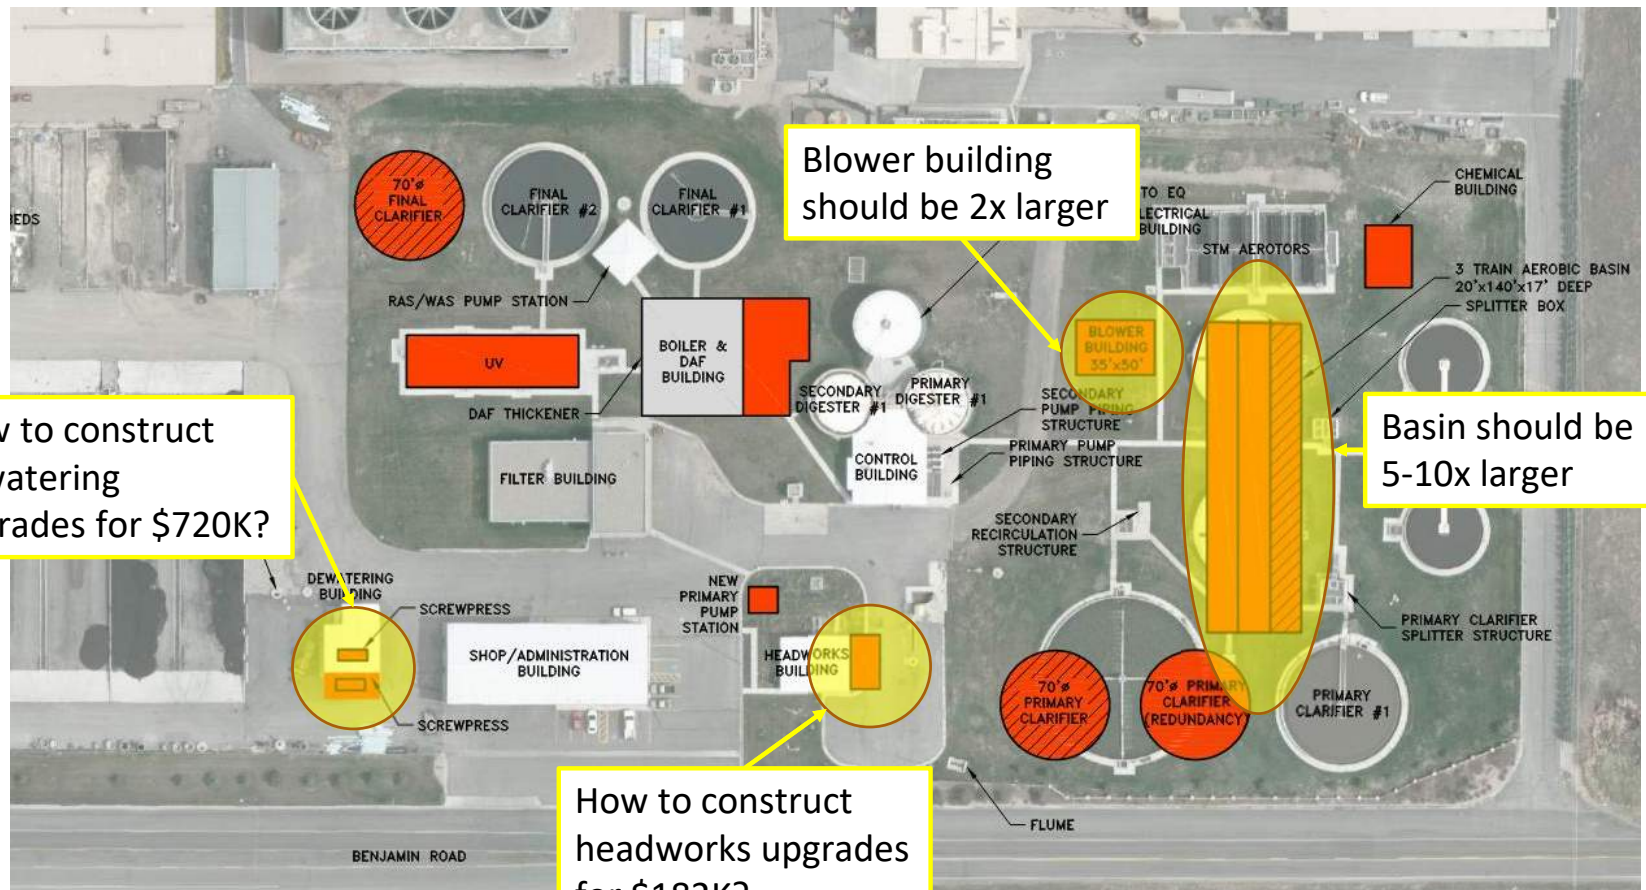 Blower building
should be 2x larger
Basin should be
5-10x larger
to construct
for $720K?
How to construct
headworks upgrades
70'ø
FINAL
CLARIFIER
FINAL
CLARIFIER #2
FINAL
CLARIFIER #1
TO EQ
BUILDING
STM AEROTORS
CHEMICAL
BUILDING
3 TRAIN AEROBIC BASIN
20'x140'x17' DEEP
SPLITTER BOX
RAS/WAS PUMP STATION
UV
BOILER &
DAF
BUILDING
DAF THICKENER
SECONDARY
DIGESTER #1
PRIMARY
DIGESTER #1
BLOWER
BUILDING
35'x50'
SECONDARY
PUMP PIPING
STRUCTURE
PRIMARY PUMP
PIPING STRUCTURE
CONTROL
BUILDING
FILTER BUILDING
SECONDARY
RECIRCULATION
STRUCTURE
DEWATERING
BUILDING
SCREWPRESS
SCREWPRESS
SHOP/ADMINISTRATION
BUILDING
NEW
PRIMARY
PUMP
STATION
HEADWORKS
BUILDING
70'ø
PRIMARY
CLARIFIER
70'ø PRIMARY
CLARIFIER
(REDUNDANCY)
PRIMARY
CLARIFIER #1
PRIMARY CLARIFIER
SPLITTER STRUCTURE
FLUME
BENJAMIN ROAD